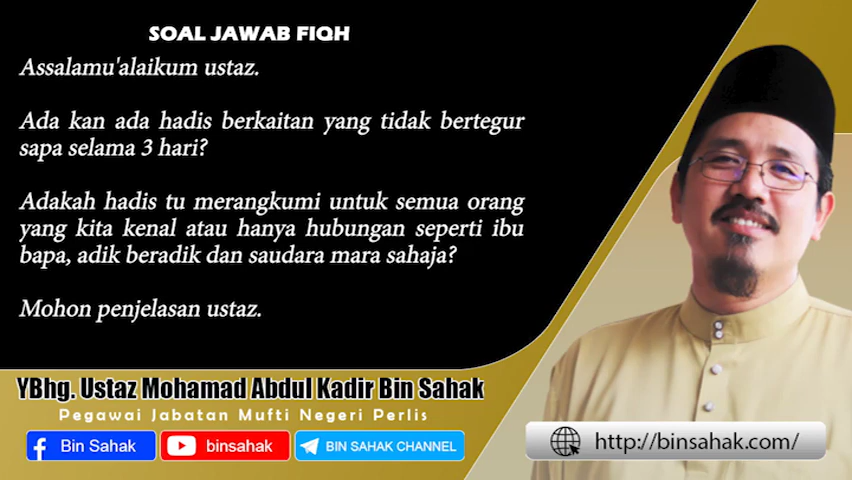 SOAL JAWAB FIQH
Assalamu'alaikum ustaz.
Ada kan ada hadis berkaitan yang tidak bertegur
sapa selama 3 hari?
Adakah hadis tu merangkumi untuk semua orang
yang kita kenal atau hanya hubungan seperti ibu
bapa, adik beradik dan saudara mara sahaja?
Mohon penjelasan ustaz.
YBhg. Ustaz Mohamad Abdul Kadir Bin Sahak
Pegawai Jabatan Mufti Negeri Perlis
Bin Sahak
binsahak
BIN SAHAK CHANNEL
http://binsahak.com/